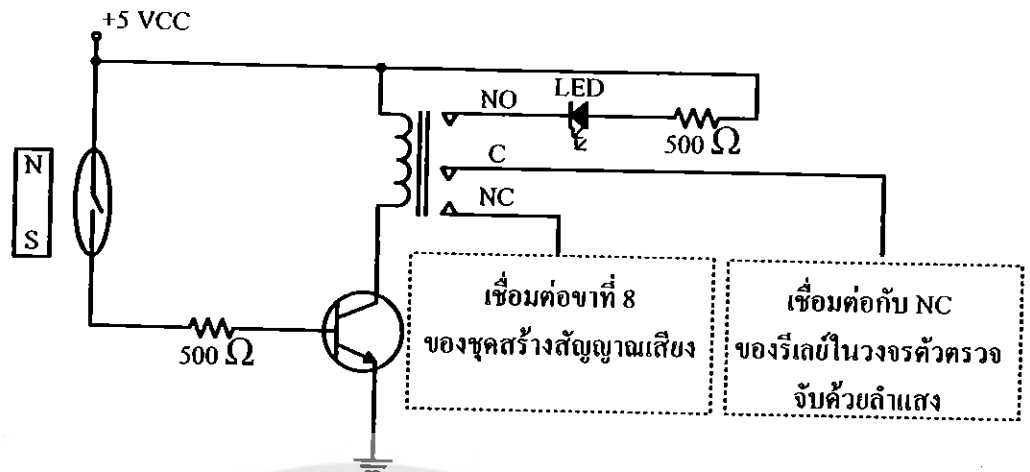 +5 VCC
LED
NO
500 Ω
C
N
S
NC
500 Ω
เชื่อมต่อขาที่ 8
ของชุดสร้างสัญญาณเสียง
เชื่อมต่อกับ NC
ของรีเลย์ในวงจรตัวตรวจ
จับด้วยลำแสง